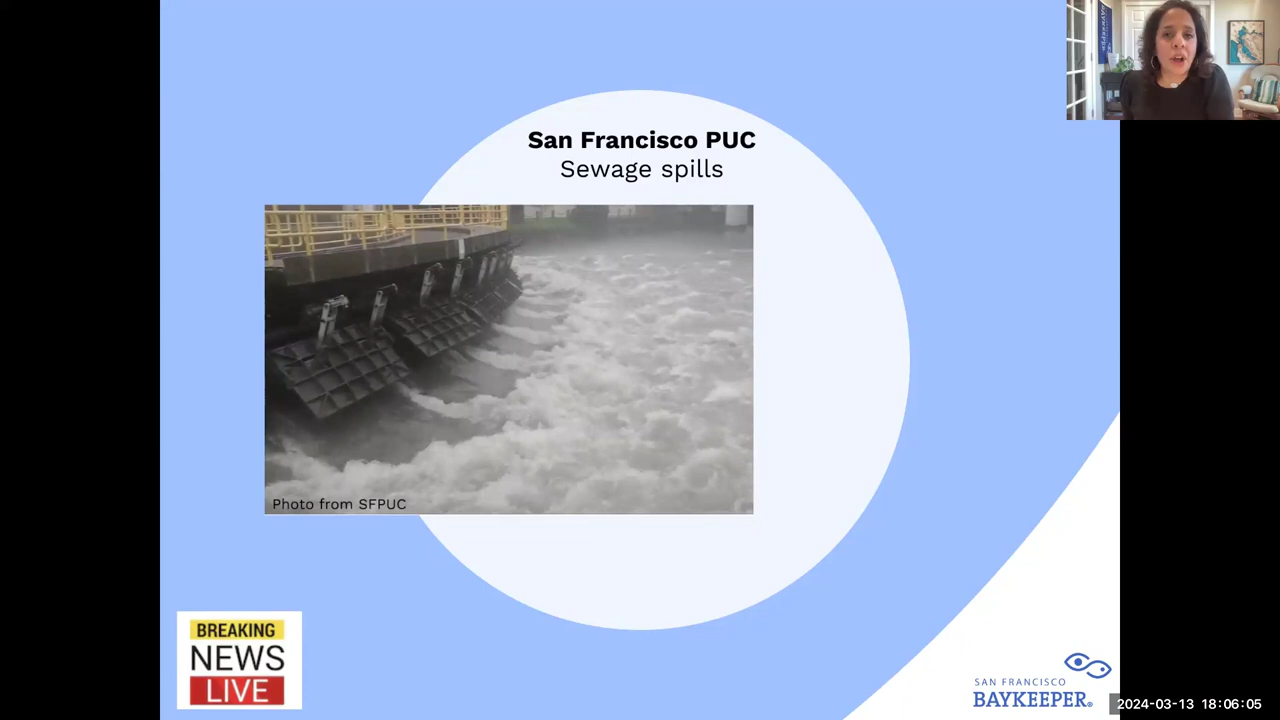 San Francisco PUC
Sewage spills
Photo from SFPUC
BREAKING
NEWS
LIVE
SAN FRANCISCO
BAYKEEPER®
2024-03-13 18:06:05